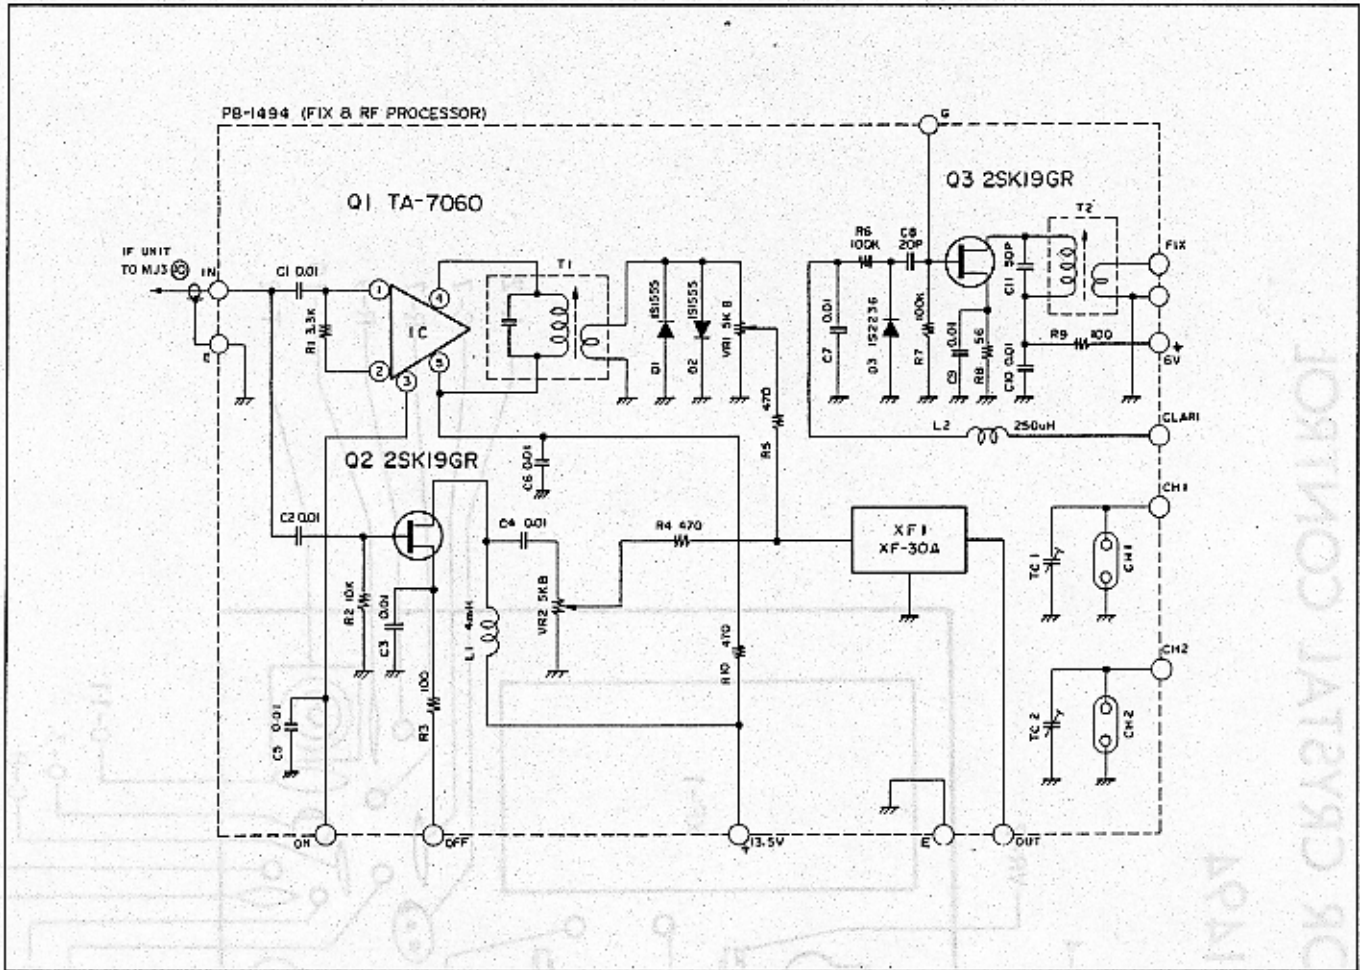 PB-1494 (FIX & RF PROCESSOR)
G
Q1 TA-7060
Q3 2SK19GR
T2
IF UNIT
TO MJ3
IN
C1 0.01
R1 3.3K
1
2
3
4
5
IC
E
T1
1S1555
D1
1S1555
D2
VR1 5KB
R6
100K
C8
20P
C7 0.01
D3 1S2236
R7 100K
C9 0.01
R8 56
C11 50P
C10 0.01
R9 100
FIX
+
6V
L2 250uH
CLARI
Q2 2SK19GR
C6 0.01
R5 470
C2 0.01
C4 0.01
R4 470
XF1
XF-30A
CH1
TC1
CH1
R2 10K
C3 0.01
L1 4mH
VR2 5KB
R10 470
R3 100
C5 0.01
CH2
TC2
CH2
ON
OFF
+ 13.5V
E
OUT
FOR CRYSTAL CONTROL
1494